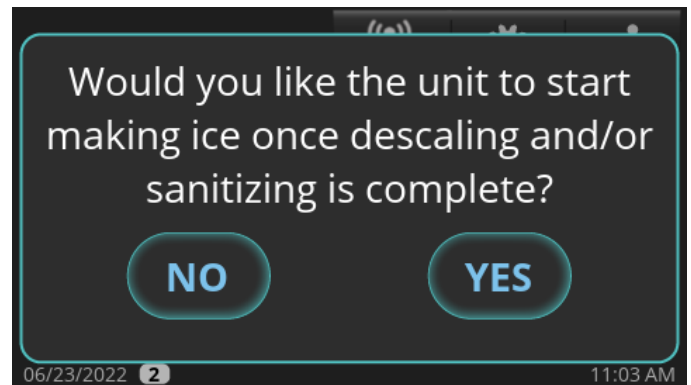 Would you like the unit to start
making ice once descaling and/or
sanitizing is complete?
NO YES
06/23/2022 2 11:03 AM